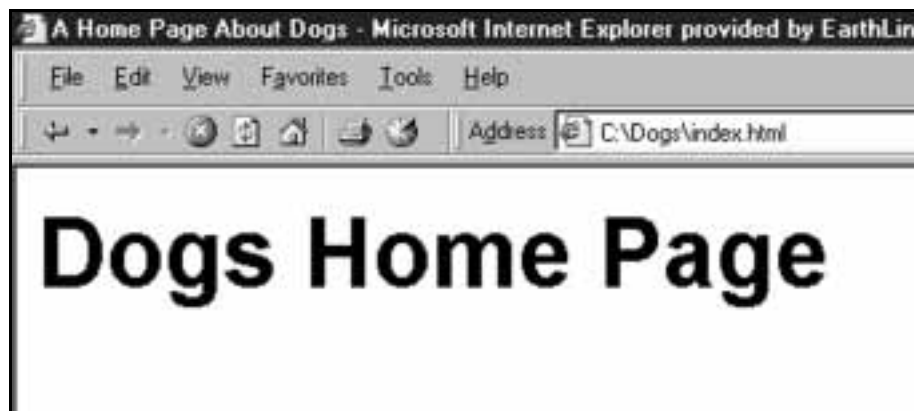 A Home Page About Dogs - Microsoft Internet Explorer provided by EarthLin
File Edit View Favorites Tools Help
Address C:\Dogs\index.html
Dogs Home Page